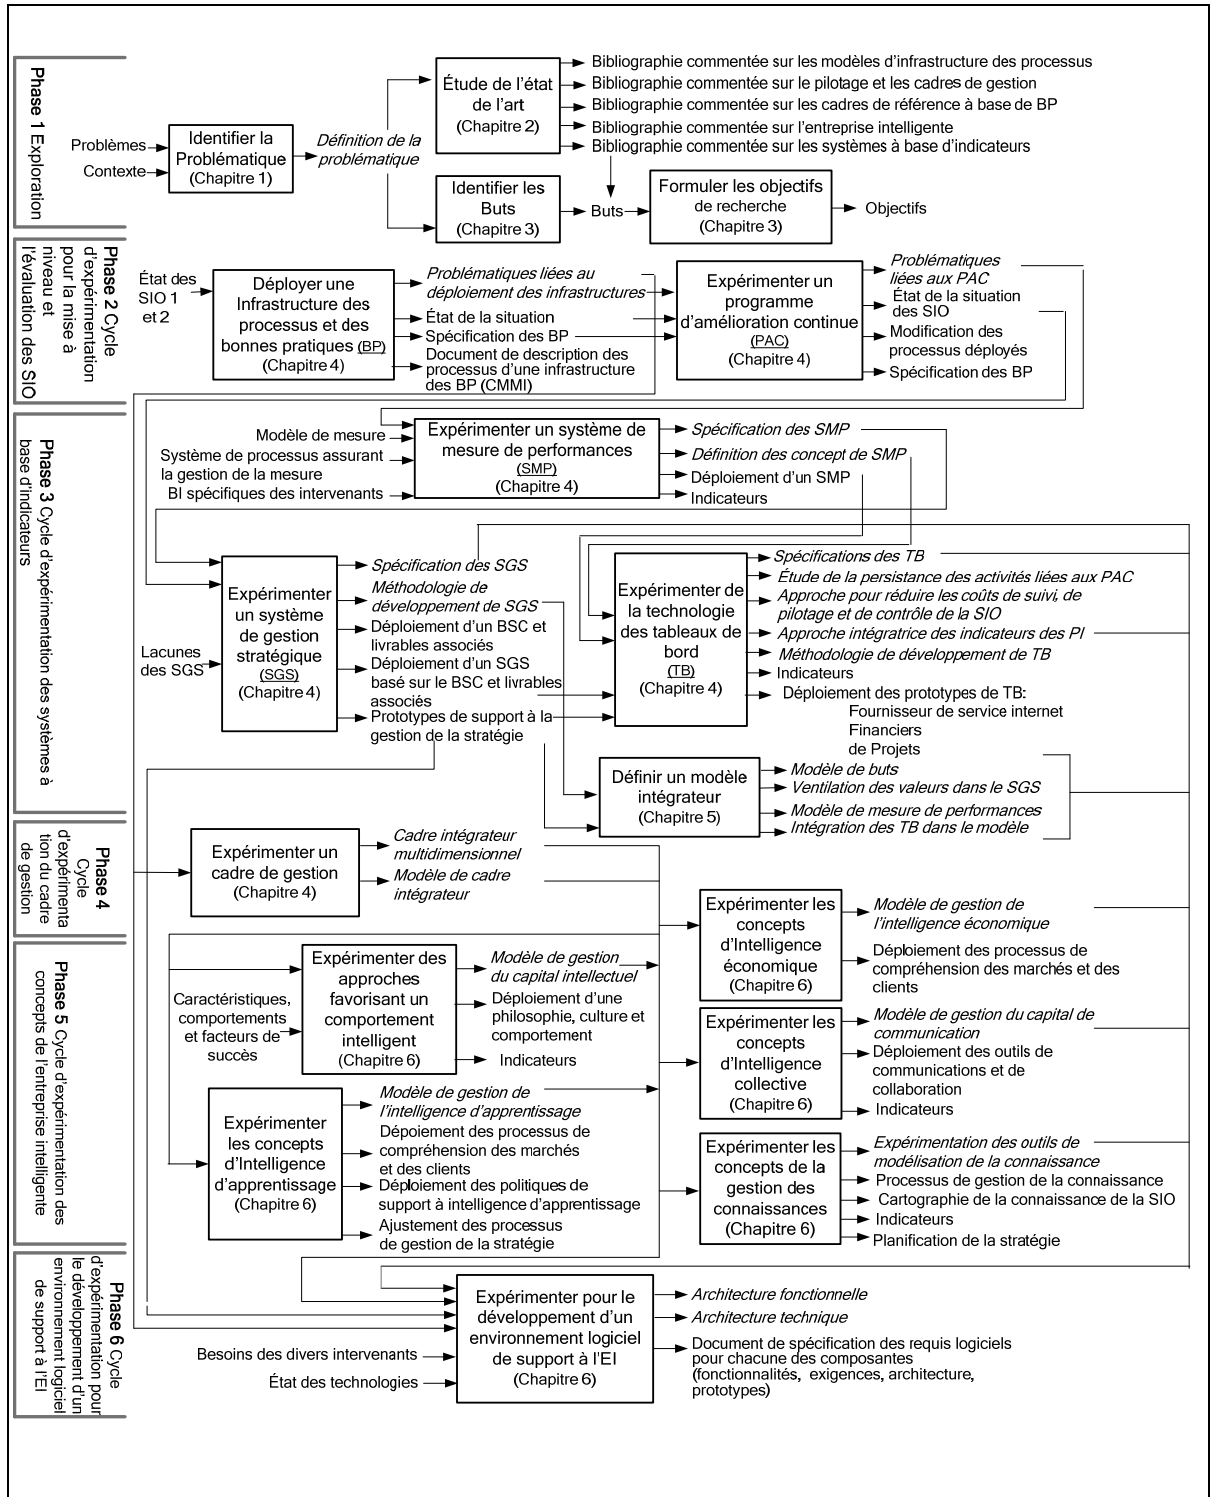 Phase 1 Exploration
Problèmes
Contexte
Identifier la
Problématique
(Chapitre 1)
Définition de la
problématique
Étude de l'état
de l'art
(Chapitre 2)
Bibliographie commentée sur les modèles d'infrastructure des processus
Bibliographie commentée sur le pilotage et les cadres de gestion
Bibliographie commentée sur les cadres de référence à base de BP
Bibliographie commentée sur l'entreprise intelligente
Bibliographie commentée sur les systèmes à base d'indicateurs
Identifier les
Buts
(Chapitre 3)
Buts
Formuler les objectifs
de recherche
(Chapitre 3)
Objectifs
Phase 2 Cycle
d'expérimentation
pour la mise à
niveau et
l'évaluation des SIO
État des
SIO 1
et 2
Déployer une
Infrastructure des
processus et des
bonnes pratiques (BP)
(Chapitre 4)
Problématiques liées au
déploiement des infrastructures
État de la situation
Spécification des BP
Document de description des
processus d'une infrastructure
des BP (CMMI)
Expérimenter un
programme
d'amélioration continue
(PAC)
(Chapitre 4)
Problématiques
liées aux PAC
État de la situation
des SIO
Modification des
processus déployés
Spécification des BP
Phase 3 Cycle d'expérimentation des systèmes à
base d'indicateurs
Modèle de mesure
Système de processus assurant
la gestion de la mesure
BI spécifiques des intervenants
Expérimenter un système de
mesure de performances
(SMP)
(Chapitre 4)
Spécification des SMP
Définition des concept de SMP
Déploiement d'un SMP
Indicateurs
Lacunes
des SGS
Expérimenter
un système
de gestion
stratégique
(SGS)
(Chapitre 4)
Spécification des SGS
Méthodologie de
développement de SGS
Déploiement d'un BSC et
livrables associés
Déploiement d'un SGS
basé sur le BSC et livrables
associés
Prototypes de support à la
gestion de la stratégie
Expérimenter de
la technologie
des tableaux de
bord
(TB)
(Chapitre 4)
Spécifications des TB
Étude de la persistance des activités liées aux PAC
Approche pour réduire les coûts de suivi, de
pilotage et de contrôle de la SIO
Approche intégratrice des indicateurs des PI
Méthodologie de développement de TB
Indicateurs
Déploiement des prototypes de TB:
Fournisseur de service internet
Financiers
de Projets
Définir un modèle
intégrateur
(Chapitre 5)
Modèle de buts
Ventilation des valeurs dans le SGS
Modèle de mesure de performances
Intégration des TB dans le modèle
Phase 4
Cycle
d'expérimenta
tion du cadre
de gestion
Expérimenter un
cadre de gestion
(Chapitre 4)
Cadre intégrateur
multidimensionnel
Modèle de cadre
intégrateur
Phase 5 Cycle d'expérimentation des
concepts de l'entreprise intelligente
Caractéristiques,
comportements
et facteurs de
succès
Expérimenter des
approches
favorisant un
comportement
intelligent
(Chapitre 6)
Modèle de gestion
du capital intellectuel
Déploiement d'une
philosophie, culture et
comportement
Indicateurs
Expérimenter
les concepts
d'Intelligence
d'apprentissage
(Chapitre 6)
Modèle de gestion de
l'intelligence d'apprentissage
Dépoiement des processus de
compréhension des marchés
et des clients
Déploiement des politiques de
support à intelligence d'apprentissage
Ajustement des processus
de gestion de la stratégie
Expérimenter les
concepts
d'Intelligence
économique
(Chapitre 6)
Modèle de gestion de
l'intelligence économique
Déploiement des processus de
compréhension des marchés et des
clients
Expérimenter les
concepts
d'Intelligence
collective
(Chapitre 6)
Modèle de gestion du capital de
communication
Déploiement des outils de
communications et de
collaboration
Indicateurs
Expérimenter les
concepts de la
gestion des
connaissances
(Chapitre 6)
Expérimentation des outils de
modélisation de la connaissance
Processus de gestion de la connaissance
Cartographie de la connaissance de la SIO
Indicateurs
Planification de la stratégie
Phase 6 Cycle
d'expérimentation pour
le développement d'un
environnement logiciel
de support à l'EI
Besoins des divers intervenants
État des technologies
Expérimenter pour le
développement d'un
environnement logiciel
de support à l'EI
(Chapitre 6)
Architecture fonctionnelle
Architecture technique
Document de spécification des requis logiciels
pour chacune des composantes
(fonctionnalités, exigences, architecture,
prototypes)